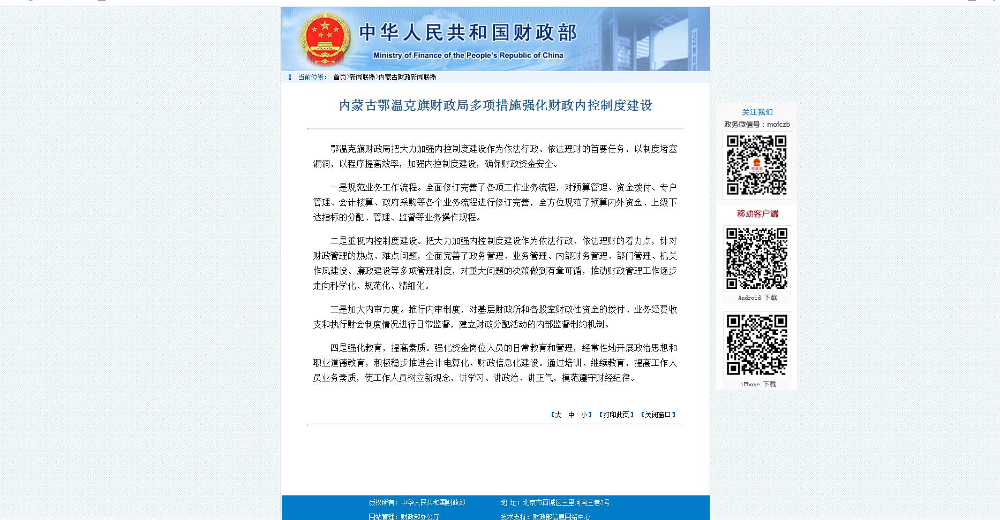 中华人民共和国财政部
Ministry of Finance of the People's Republic of China
当前位置： 首页>新闻联播>内蒙古财政新闻联播
内蒙古鄂温克旗财政局多项措施强化财政内控制度建设
鄂温克旗财政局把大力加强内控制度建设作为依法行政、依法理财的首要任务，以制度堵塞
漏洞，以程序提高效率，加强内控制度建设，确保财政资金安全。
一是规范业务工作流程。全面修订完善了各项工作业务流程，对预算管理、资金拨付、专户
管理、会计核算、政府采购等各个业务流程进行修订完善，全方位规范了预算内外资金、上级下
达指标的分配、管理、监督等业务操作规程。
二是重视内控制度建设。把大力加强内控制度建设作为依法行政、依法理财的着力点，针对
财政管理的热点、难点问题，全面完善了政务管理、业务管理、内部财务管理、部门管理、机关
作风建设、廉政建设等多项管理制度，对重大问题的决策做到有章可循，推动财政管理工作逐步
走向科学化、规范化、精细化。
三是加大内审力度。推行内审制度，对基层财政所和各股室财政性资金的拨付、业务经费收
支和执行财会制度情况进行日常监督，建立财政分配活动的内部监督制约机制。
四是强化教育，提高素质。强化资金岗位人员的日常教育和管理，经常性地开展政治思想和
职业道德教育，积极稳步推进会计电算化、财政信息化建设。通过培训、继续教育，提高工作人
员业务素质，使工作人员树立新观念，讲学习、讲政治、讲正气，模范遵守财经纪律。
【大 中 小】 【打印此页】 【关闭窗口】
关注我们
政务微信号：mofczb
财政部
移动客户端
Android 下载
iPhone 下载
版权所有：中华人民共和国财政部 地 址：北京市西城区三里河南三巷3号
网站管理：财政部办公厅 技术支持：财政部信息网络中心